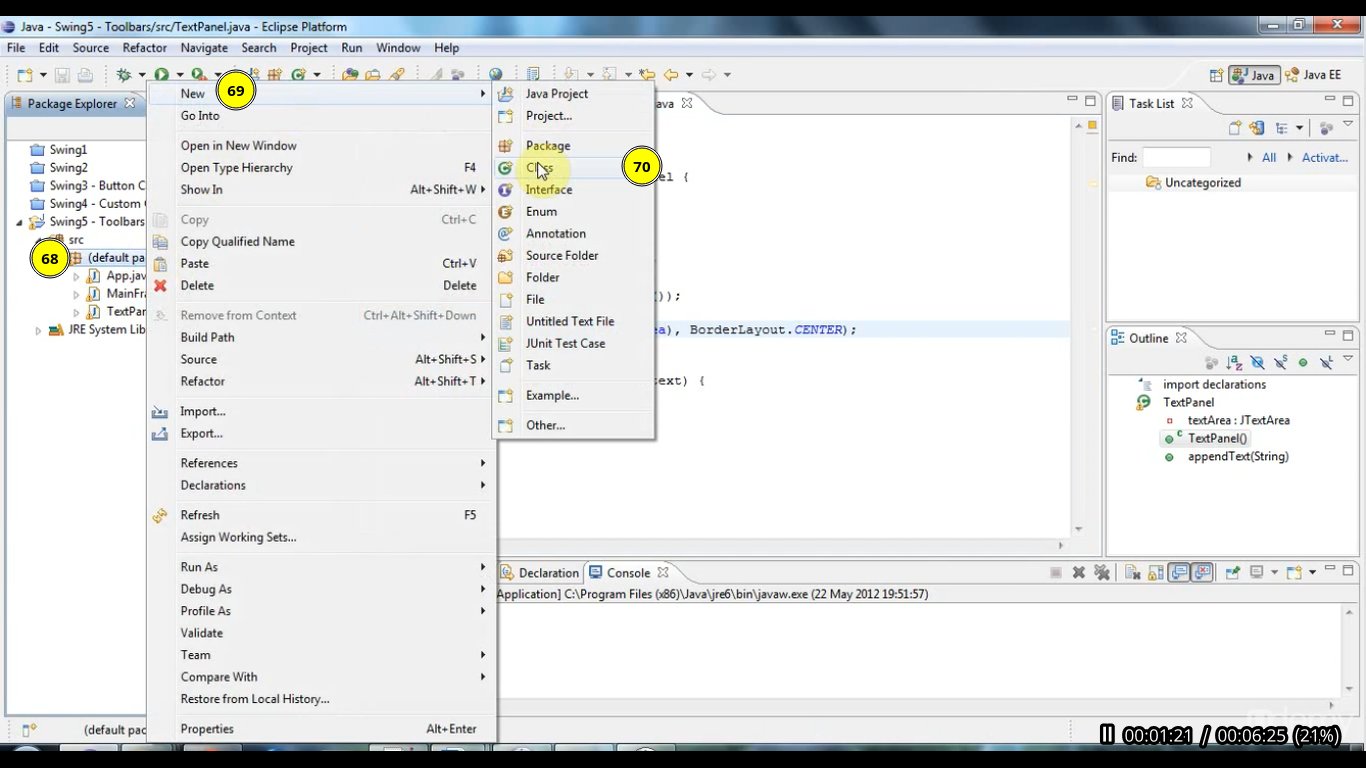 Java - Swing5 - Toolbars/src/TextPanel.java - Eclipse Platform
File Edit Source Refactor Navigate Search Project Run Window Help
Java Java EE
Package Explorer
Swing1
Swing2
Swing3 - Button C
Swing4 - Custom
Swing5 - Toolbars
src
68 (default pa
App.jav
MainFra
TextPan
JRE System Lib
New 69
Go Into
Open in New Window
Open Type Hierarchy F4
Show In Alt+Shift+W
Copy Ctrl+C
Copy Qualified Name
Paste Ctrl+V
Delete Delete
Remove from Context Ctrl+Alt+Shift+Down
Build Path
Source Alt+Shift+S
Refactor Alt+Shift+T
Import...
Export...
References
Declarations
Refresh F5
Assign Working Sets...
Run As
Debug As
Profile As
Validate
Team
Compare With
Restore from Local History...
Properties Alt+Enter
Java Project
Project...
Package
Class 70
Interface
Enum
Annotation
Source Folder
Folder
File
Untitled Text File
JUnit Test Case
Task
Example...
Other...
ava
el {
());
ea), BorderLayout.CENTER);
text) {
Task List
Find: All Activat...
Uncategorized
Outline
import declarations
TextPanel
textArea : JTextArea
TextPanel()
appendText(String)
Declaration Console
Application] C:\Program Files (x86)\Java\jre6\bin\javaw.exe (22 May 2012 19:51:57)
(default pac
00:01:21 / 00:06:25 (21%)